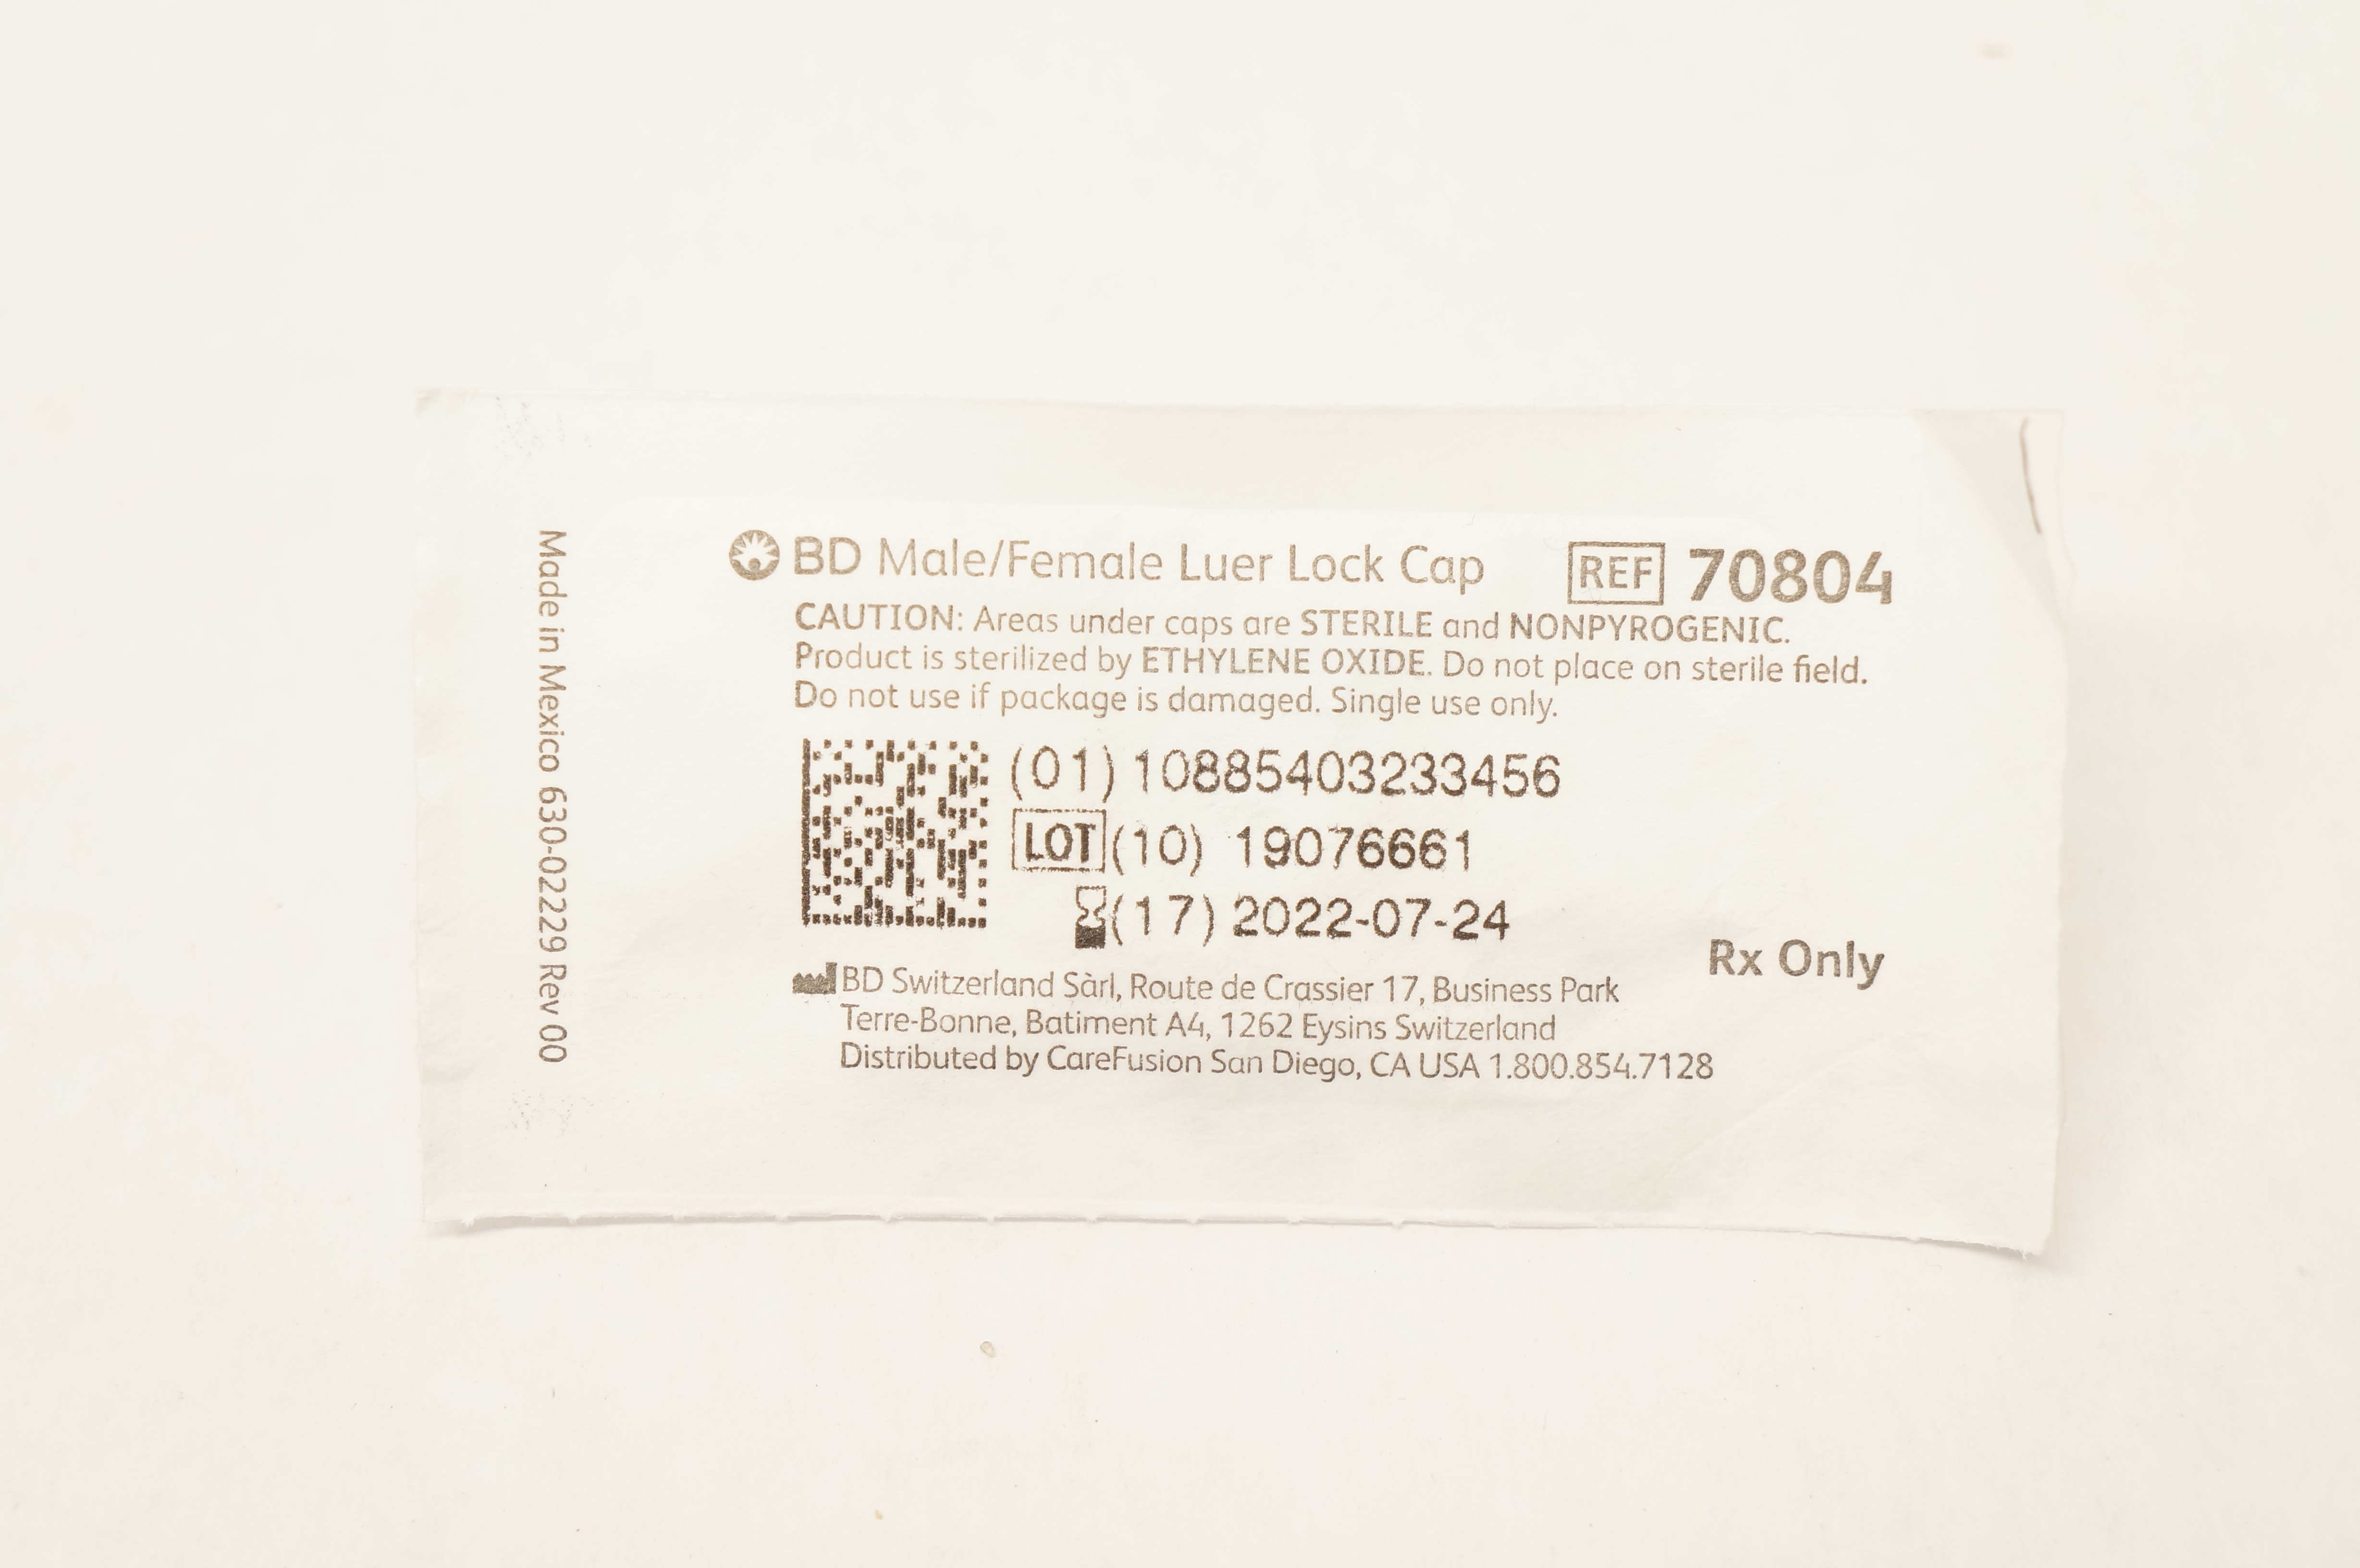 BD Male/Female Luer Lock Cap
REF 70804
CAUTION: Areas under caps are STERILE and NONPYROGENIC.
Product is sterilized by ETHYLENE OXIDE. Do not place on sterile field.
Do not use if package is damaged. Single use only.
(01) 10885403233456
LOT (10) 19076661
(17) 2022-07-24
Rx Only
BD Switzerland Sàrl, Route de Crassier 17, Business Park
Terre-Bonne, Batiment A4, 1262 Eysins Switzerland
Distributed by CareFusion San Diego, CA USA 1.800.854.7128
Made in Mexico 630-02229 Rev 00